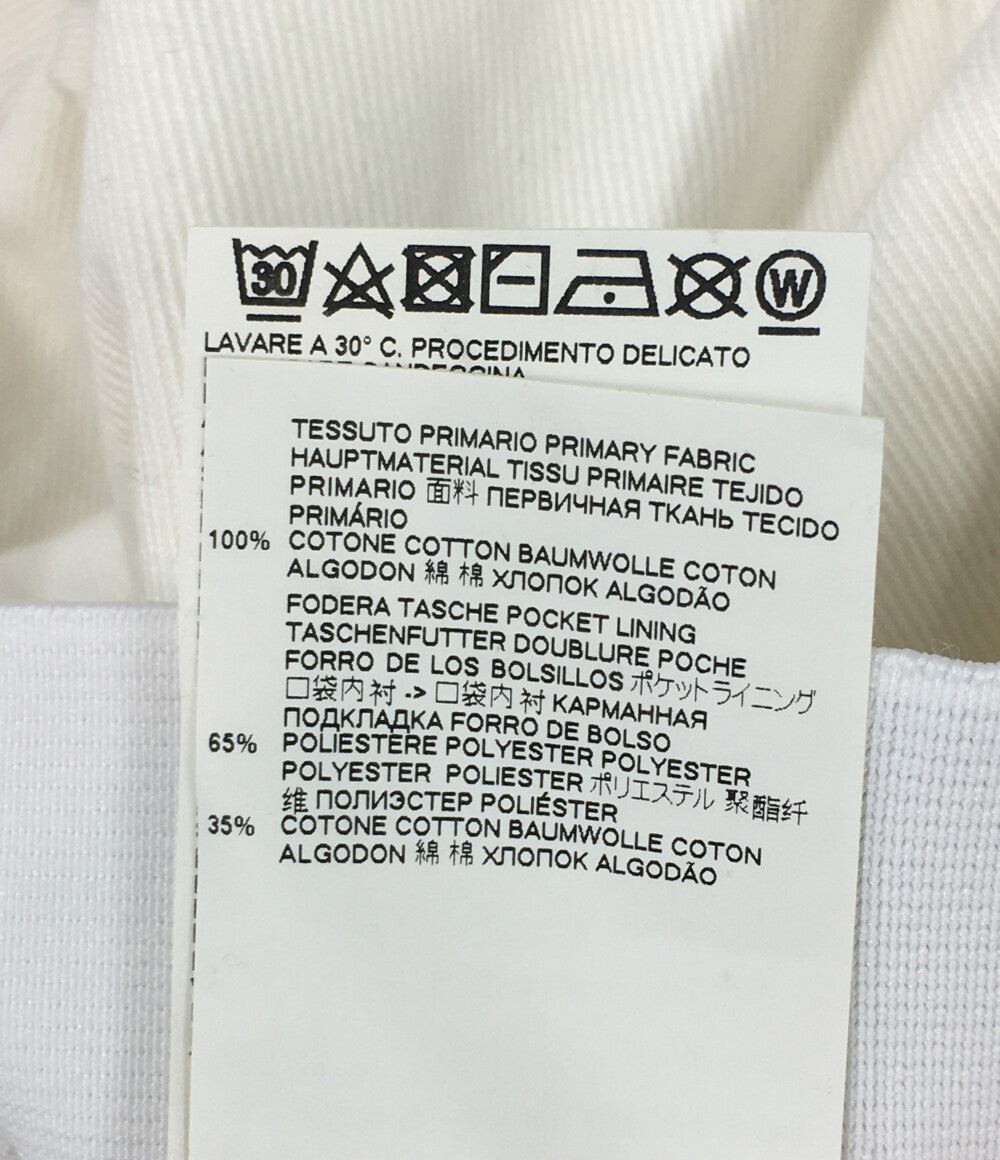 30
W
LAVARE A 30° C. PROCEDIMENTO DELICATO
CANDEGGINA
TESSUTO PRIMARIO PRIMARY FABRIC
HAUPTMATERIAL TISSU PRIMAIRE TEJIDO
PRIMARIO 面料 ПЕРВИЧНАЯ ТКАНЬ TECIDO
PRIMÁRIO
100% COTONE COTTON BAUMWOLLE COTON
ALGODON 綿 棉 ХЛОПОК ALGODÃO
FODERA TASCHE POCKET LINING
TASCHENFUTTER DOUBLURE POCHE
FORRO DE LOS BOLSILLOS ポケットライニング
口袋内衬 -> 口袋内衬 КАРМАННАЯ
ПОДКЛАДКА FORRO DE BOLSO
65% POLIESTERE POLYESTER POLYESTER
POLYESTER POLIESTER ポリエステル 聚酯纤
维 ПОЛИЭСТЕР POLIÉSTER
35% COTONE COTTON BAUMWOLLE COTON
ALGODON 綿 棉 ХЛОПОК ALGODÃO